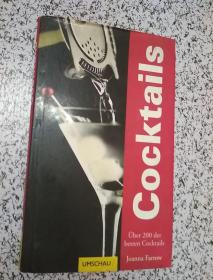 Cocktails
Über 200 der
besten Cocktails
Joanna Farrow
UMSCHAU